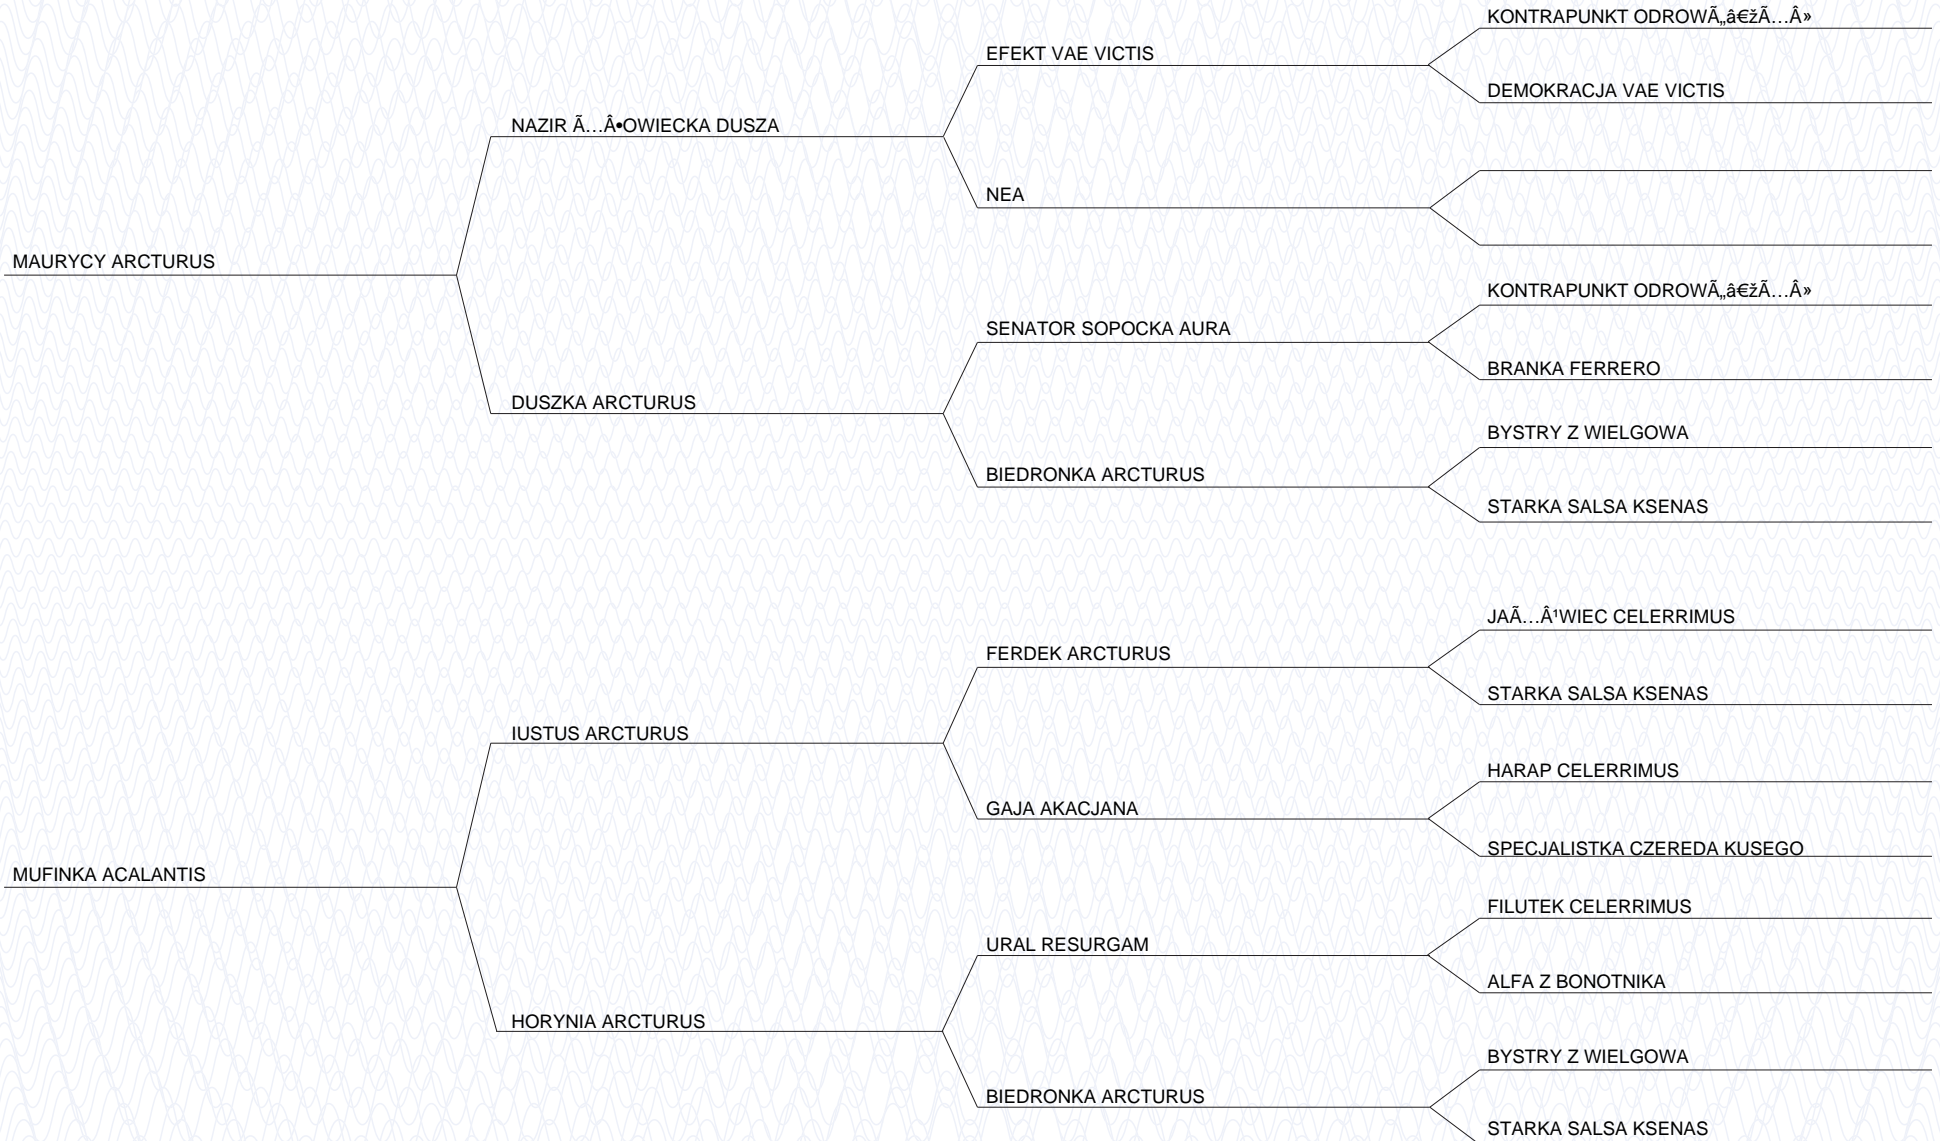 KONTRAPUNKT ODROWÃ„â€žÃ…Â»
EFEKT VAE VICTIS
DEMOKRACJA VAE VICTIS
NAZIR Ã…Â•OWIECKA DUSZA
NEA
MAURYCY ARCTURUS
KONTRAPUNKT ODROWÃ„â€žÃ…Â»
SENATOR SOPOCKA AURA
BRANKA FERRERO
DUSZKA ARCTURUS
BYSTRY Z WIELGOWA
BIEDRONKA ARCTURUS
STARKA SALSA KSENAS
JAÃ…Â¹WIEC CELERRIMUS
FERDEK ARCTURUS
STARKA SALSA KSENAS
IUSTUS ARCTURUS
HARAP CELERRIMUS
GAJA AKACJANA
SPECJALISTKA CZEREDA KUSEGO
MUFINKA ACALANTIS
FILUTEK CELERRIMUS
URAL RESURGAM
ALFA Z BONOTNIKA
HORYNIA ARCTURUS
BYSTRY Z WIELGOWA
BIEDRONKA ARCTURUS
STARKA SALSA KSENAS